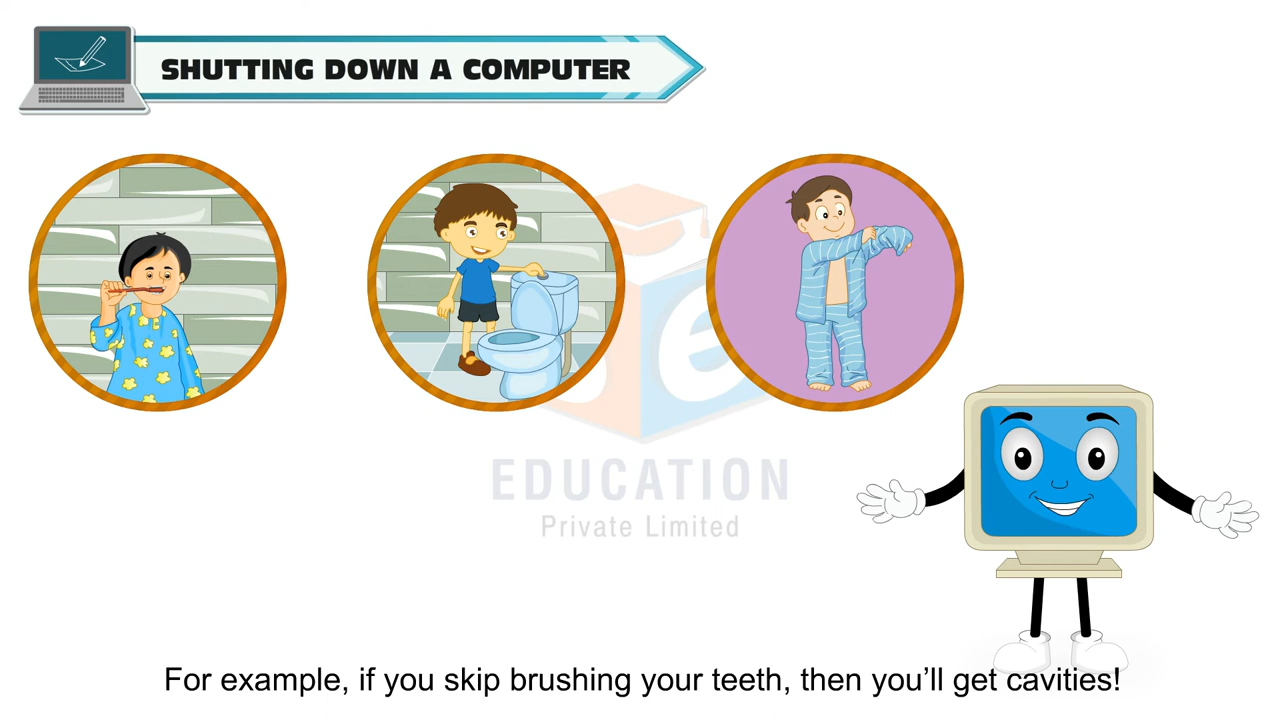 SHUTTING DOWN A COMPUTER
e
EDUCATION
Private Limited
For example, if you skip brushing your teeth, then you’ll get cavities!